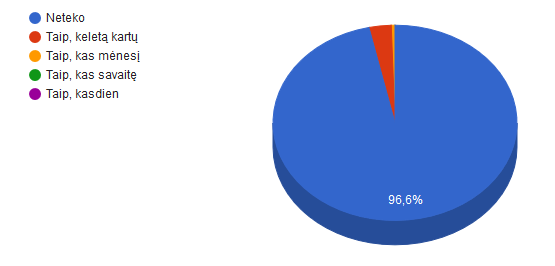 Neteko
Taip, keletą kartų
Taip, kas mėnesį
Taip, kas savaitę
Taip, kasdien
96,6%